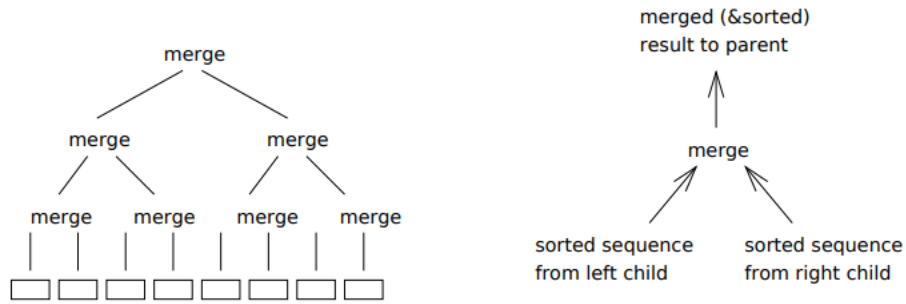 merge
merge merge
merge merge merge merge
merged (&sorted)
result to parent
merge
sorted sequence
from left child
sorted sequence
from right child